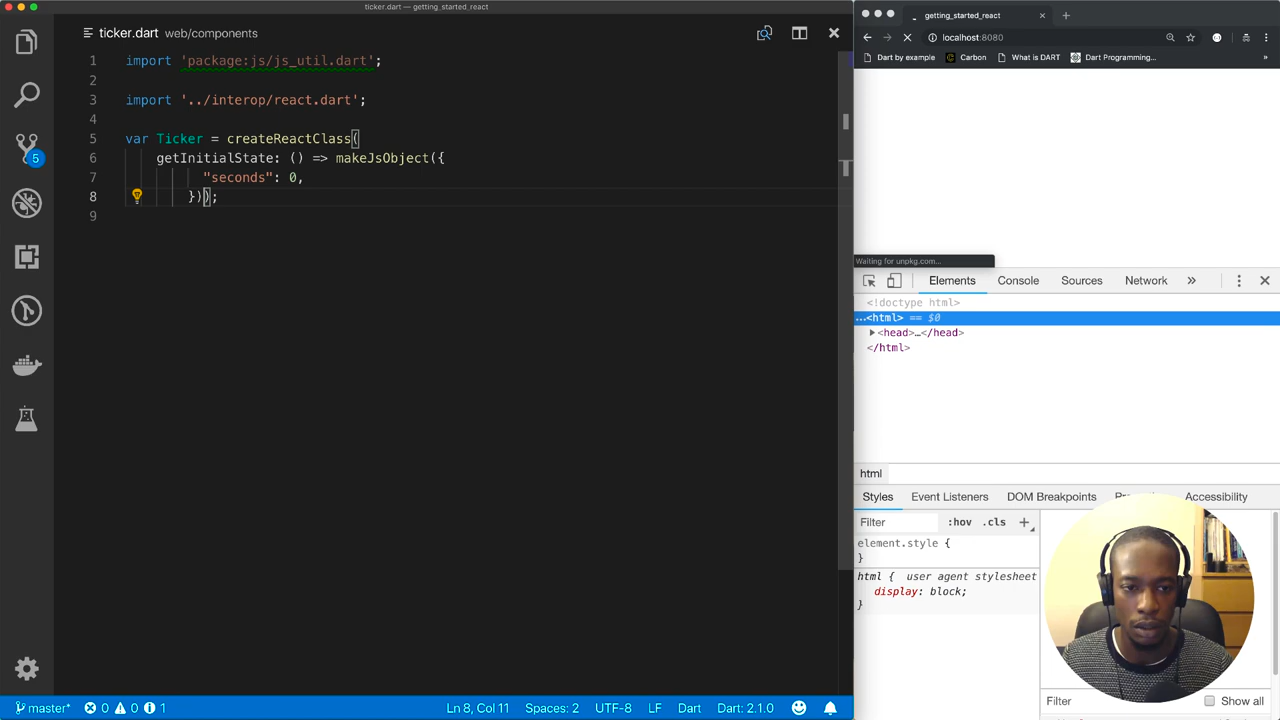 ticker.dart — getting_started_react
ticker.dart web/components
1 import 'package:js/js_util.dart';
2
3 import '../interop/react.dart';
4
5 var Ticker = createReactClass(
6 getInitialState: () => makeJsObject({
7 "seconds": 0,
8 }));
9
5
master* 0 0 1
Ln 8, Col 11 Spaces: 2 UTF-8 LF Dart Dart: 2.1.0
getting_started_react
localhost:8080
Dart by example Carbon What is DART Dart Programming... »
Waiting for unpkg.com...
Elements Console Sources Network »
<!doctype html>
...<html> == $0
<head>…</head>
</html>
html
Styles Event Listeners DOM Breakpoints Accessibility
Filter :hov .cls +
element.style {
}
html { user agent stylesheet
display: block;
}
Filter Show all